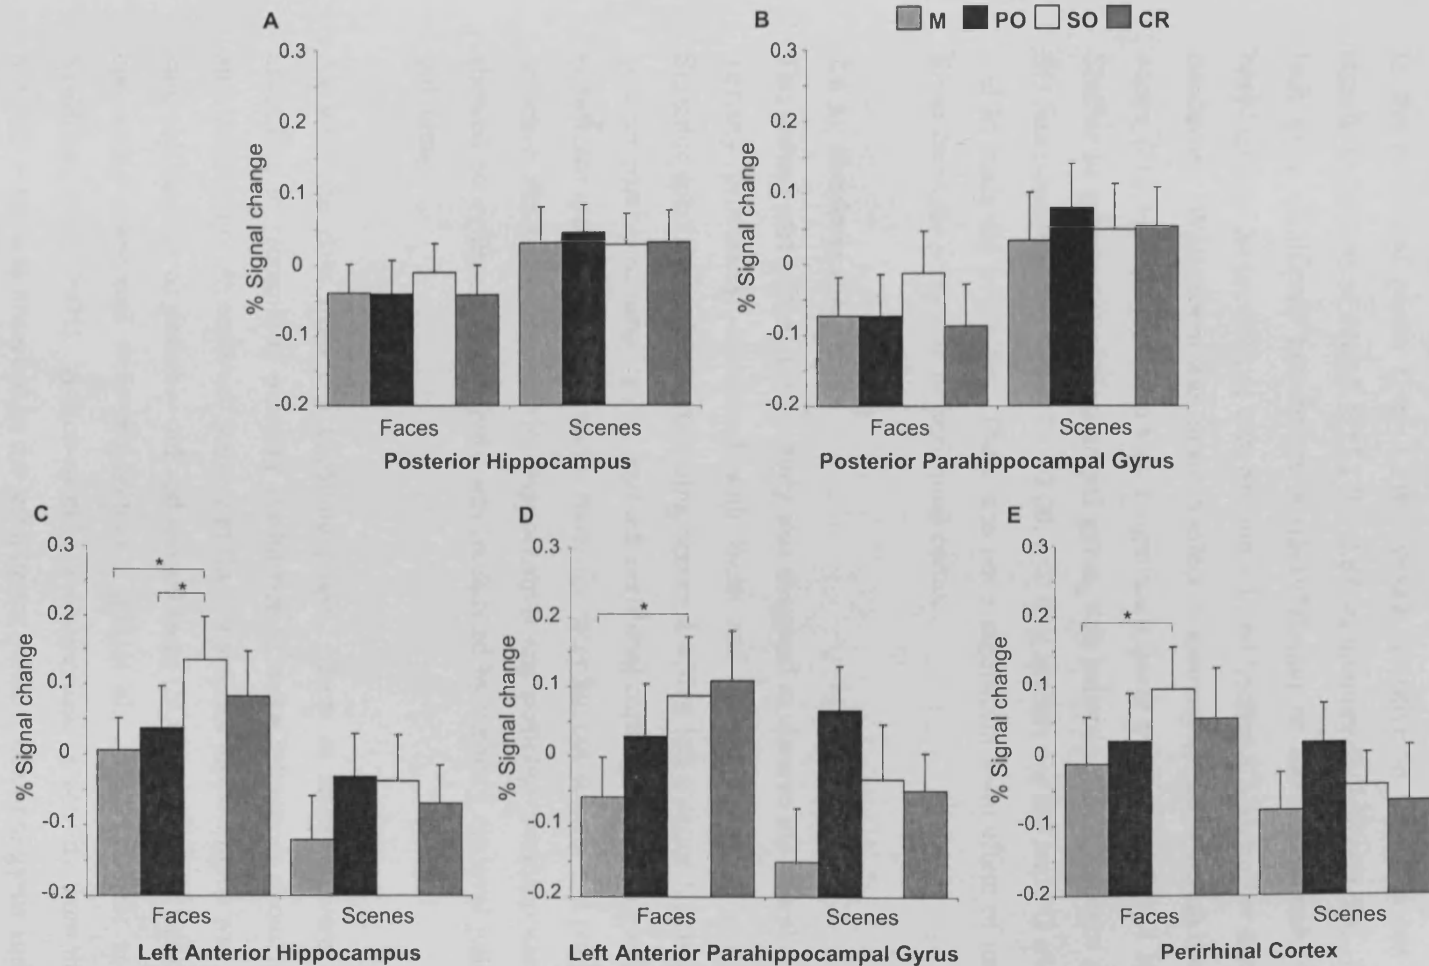 A
B
M PO SO CR
0.3
0.2
0.1
0
-0.1
-0.2
% Signal change
Faces Scenes
Posterior Hippocampus
0.3
0.2
0.1
0
-0.1
-0.2
% Signal change
Faces Scenes
Posterior Parahippocampal Gyrus
C
0.3
0.2
0.1
0
-0.1
-0.2
% Signal change
*
*
Faces Scenes
Left Anterior Hippocampus
D
0.3
0.2
0.1
0
-0.1
-0.2
% Signal change
*
Faces Scenes
Left Anterior Parahippocampal Gyrus
E
0.3
0.2
0.1
0
-0.1
-0.2
% Signal change
*
Faces Scenes
Perirhinal Cortex